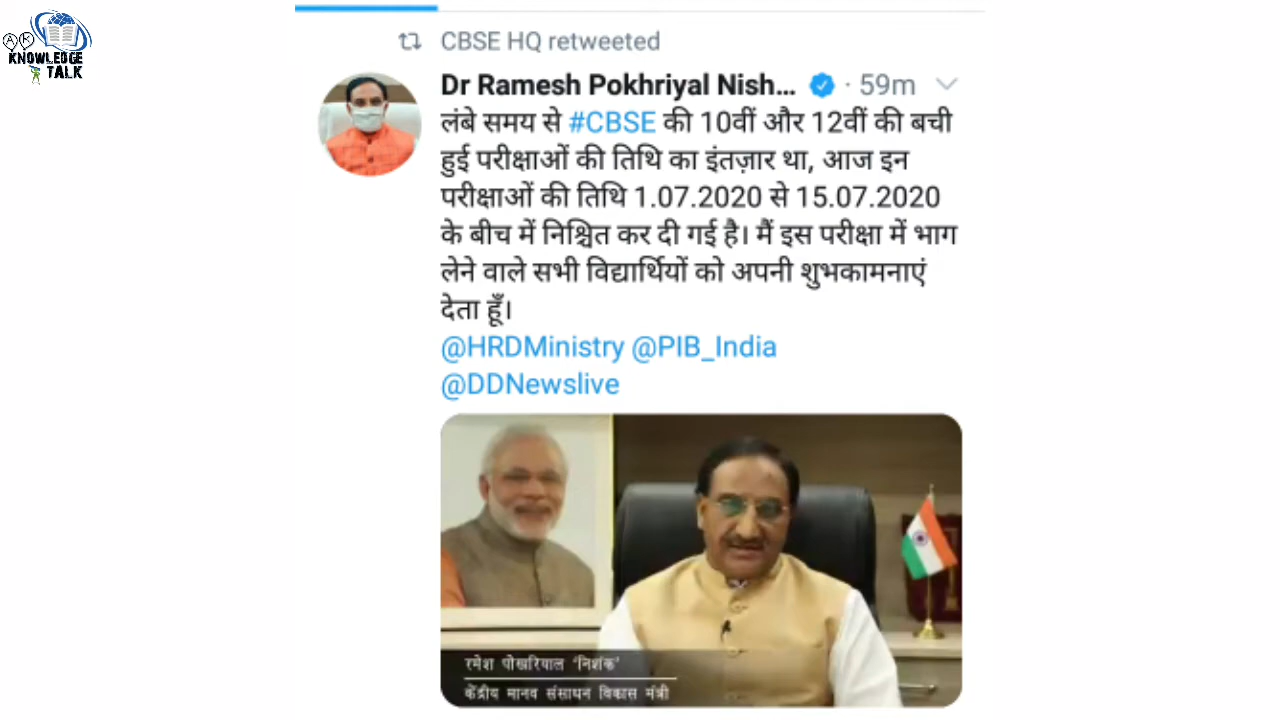 AK
KNOWLEDGE
TALK
CBSE HQ retweeted
Dr Ramesh Pokhriyal Nish... · 59m
लंबे समय से #CBSE की 10वीं और 12वीं की बची
हुई परीक्षाओं की तिथि का इंतज़ार था, आज इन
परीक्षाओं की तिथि 1.07.2020 से 15.07.2020
के बीच में निश्चित कर दी गई है। मैं इस परीक्षा में भाग
लेने वाले सभी विद्यार्थियों को अपनी शुभकामनाएं
देता हूँ।
@HRDMinistry @PIB_India
@DDNewslive
रमेश पोखरियाल 'निशंक'
केंद्रीय मानव संसाधन विकास मंत्री